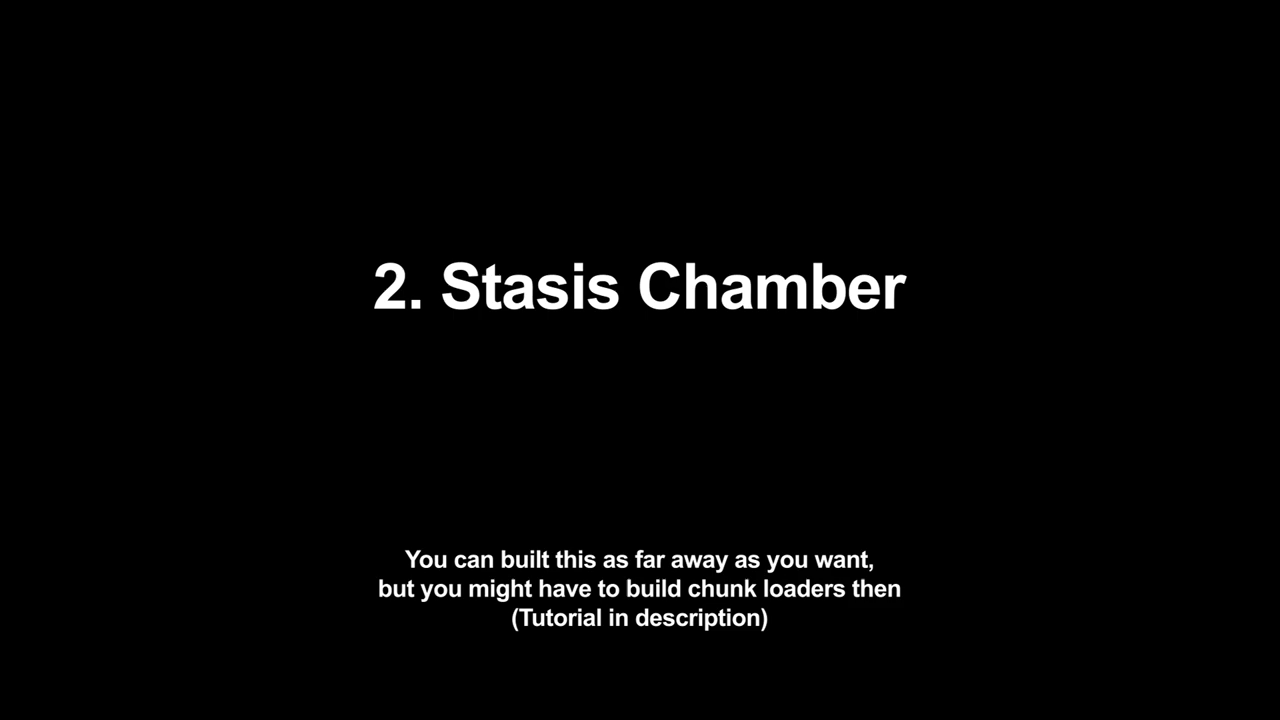 2. Stasis Chamber
You can built this as far away as you want,
but you might have to build chunk loaders then
(Tutorial in description)